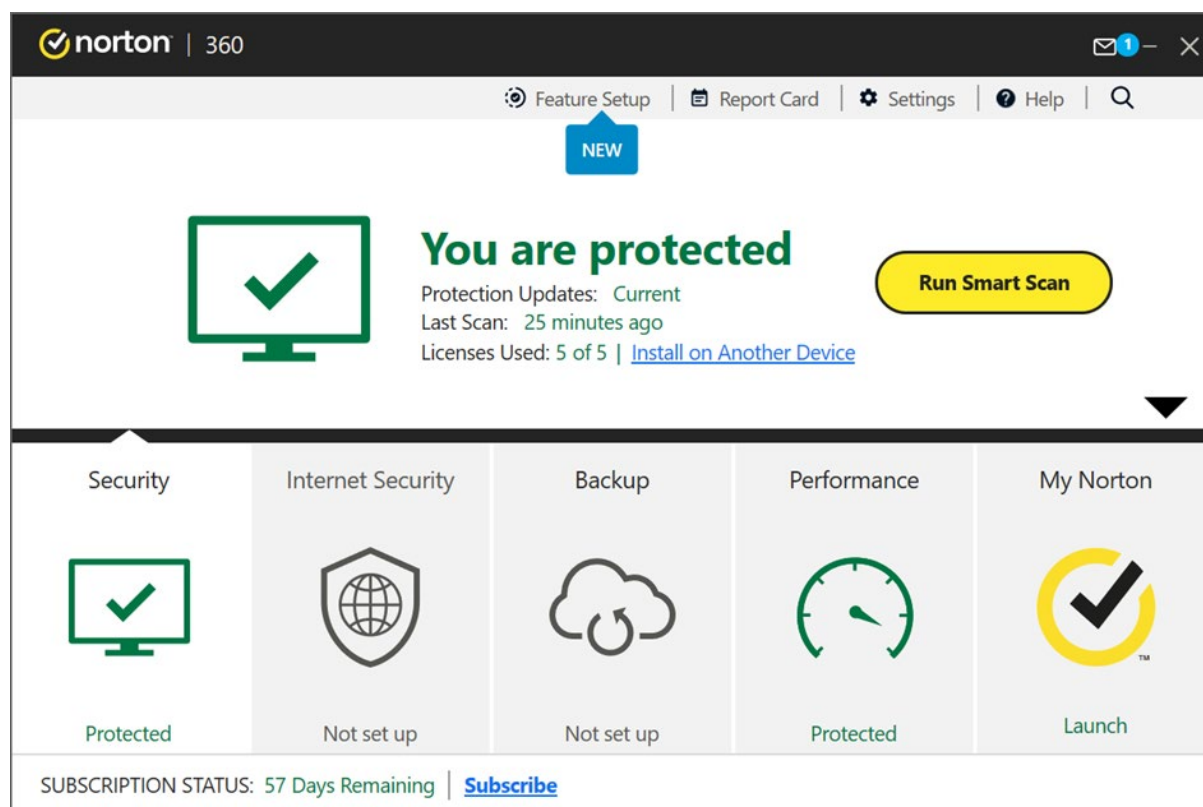 norton | 360
1
Feature Setup | Report Card | Settings | Help |
NEW
You are protected
Protection Updates: Current
Last Scan: 25 minutes ago
Licenses Used: 5 of 5 | Install on Another Device
Run Smart Scan
Security
Internet Security
Backup
Performance
My Norton
TM
Protected
Not set up
Not set up
Protected
Launch
SUBSCRIPTION STATUS: 57 Days Remaining | Subscribe